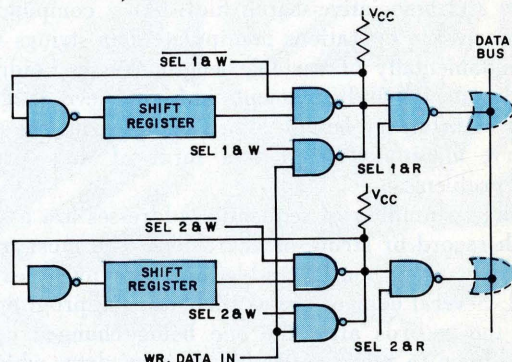 VCC
DATA
BUS
SEL 1 & W
SHIFT
REGISTER
SEL 1 & W
SEL 1 & R
VCC
SEL 2 & W
SHIFT
REGISTER
SEL 2 & W
SEL 2 & R
WR. DATA IN